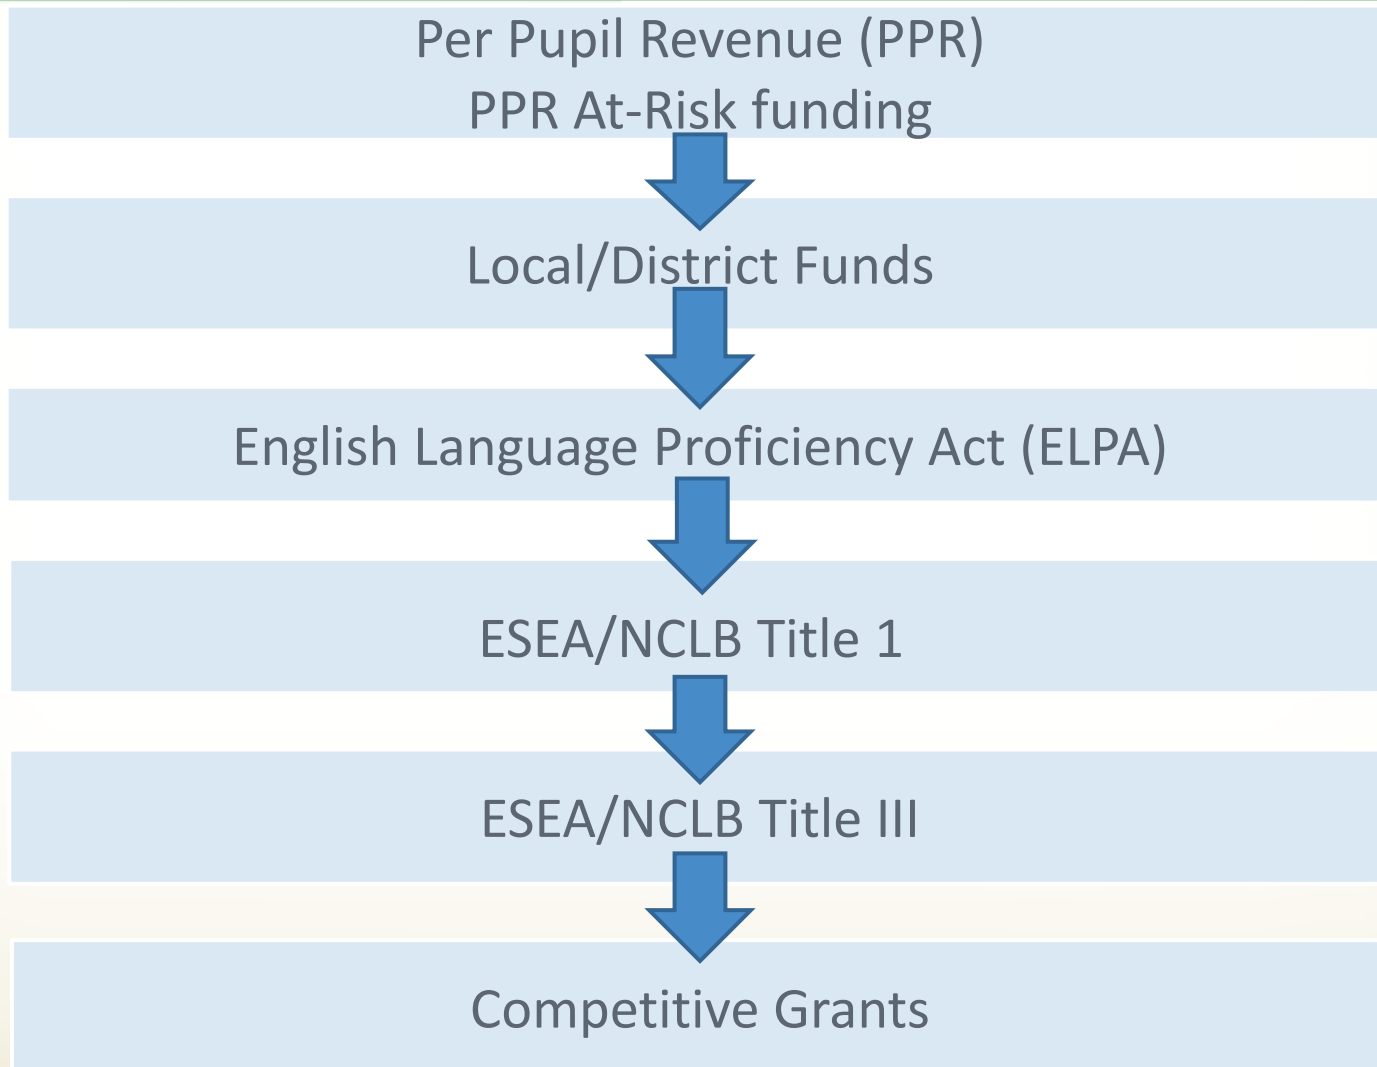 Per Pupil Revenue (PPR)
PPR At-Risk funding
Local/District Funds
English Language Proficiency Act (ELPA)
ESEA/NCLB Title 1
ESEA/NCLB Title III
Competitive Grants